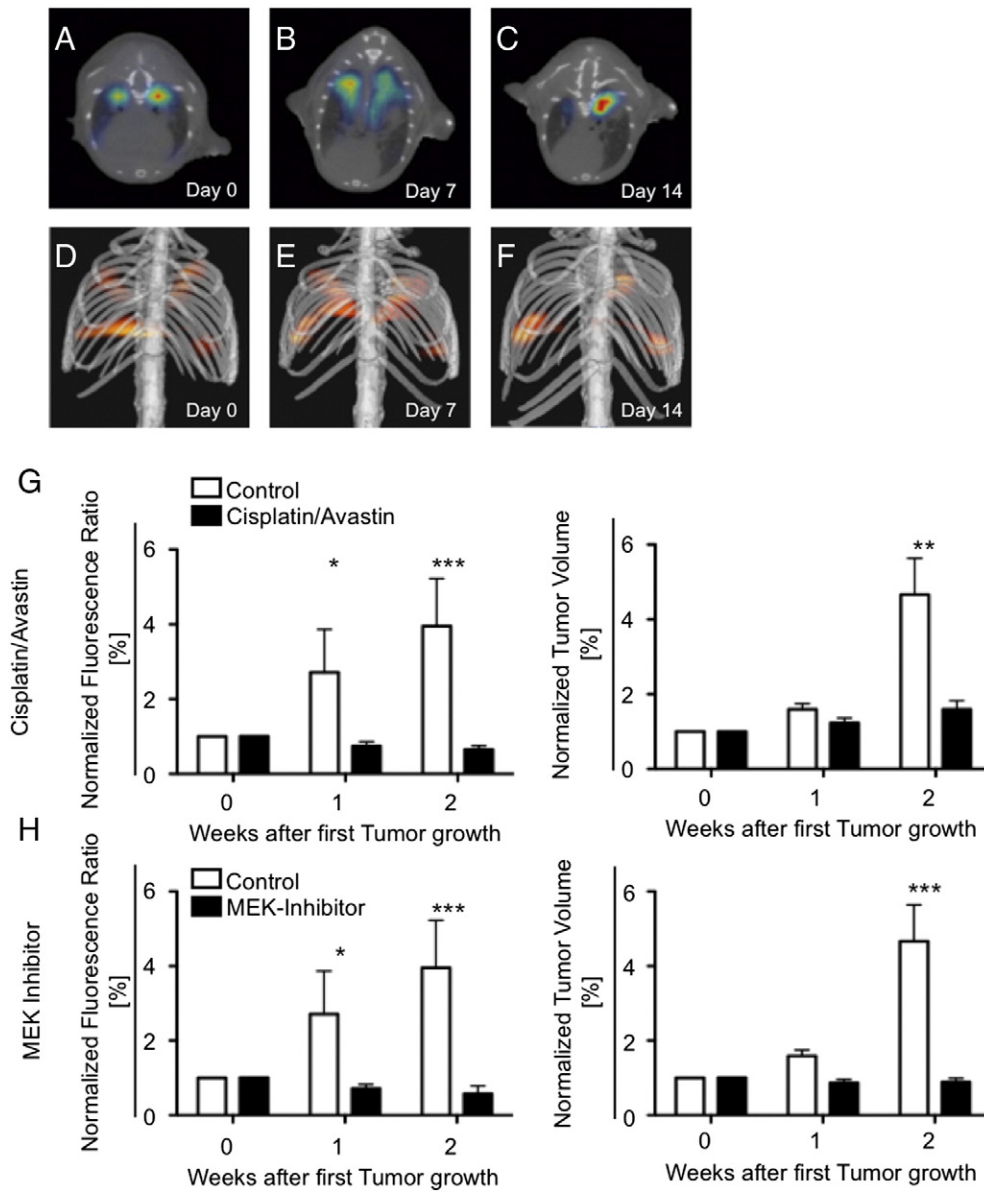 A
B
C
Day 0
Day 7
Day 14
D
E
F
Day 0
Day 7
Day 14
G
Cisplatin/Avastin
Normalized Fluorescence Ratio
[%]
Control
Cisplatin/Avastin
6
4
2
0
*
***
0 1 2
Weeks after first Tumor growth
Normalized Tumor Volume
[%]
6
4
2
0
**
0 1 2
Weeks after first Tumor growth
H
MEK Inhibitor
Normalized Fluorescence Ratio
[%]
Control
MEK-Inhibitor
6
4
2
0
*
***
0 1 2
Weeks after first Tumor growth
Normalized Tumor Volume
[%]
6
4
2
0
***
0 1 2
Weeks after first Tumor growth